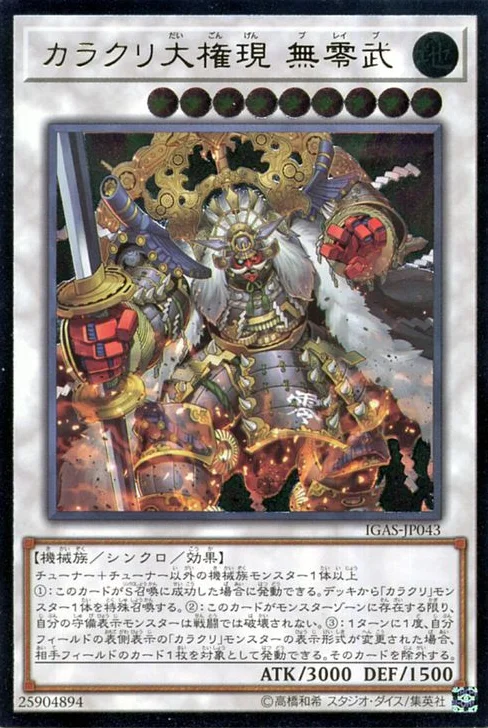 カラクリ大権現 無零武
だいごんげん ブレイブ
地
零
IGAS-JP043
【機械族/シンクロ/効果】
チューナー+チューナー以外の機械族モンスター1体以上
①:このカードがS召喚に成功した場合に発動できる。デッキから「カラクリ」モン
スター1体を特殊召喚する。②:このカードがモンスターゾーンに存在する限り、
自分の守備表示モンスターは戦闘では破壊されない。③:1ターンに1度、自分
フィールドの表側表示の「カラクリ」モンスターの表示形式が変更された場合、
相手フィールドのカード1枚を対象として発動できる。そのカードを除外する。
ATK/3000 DEF/1500
25904894
©高橋和希 スタジオ・ダイス/集英社